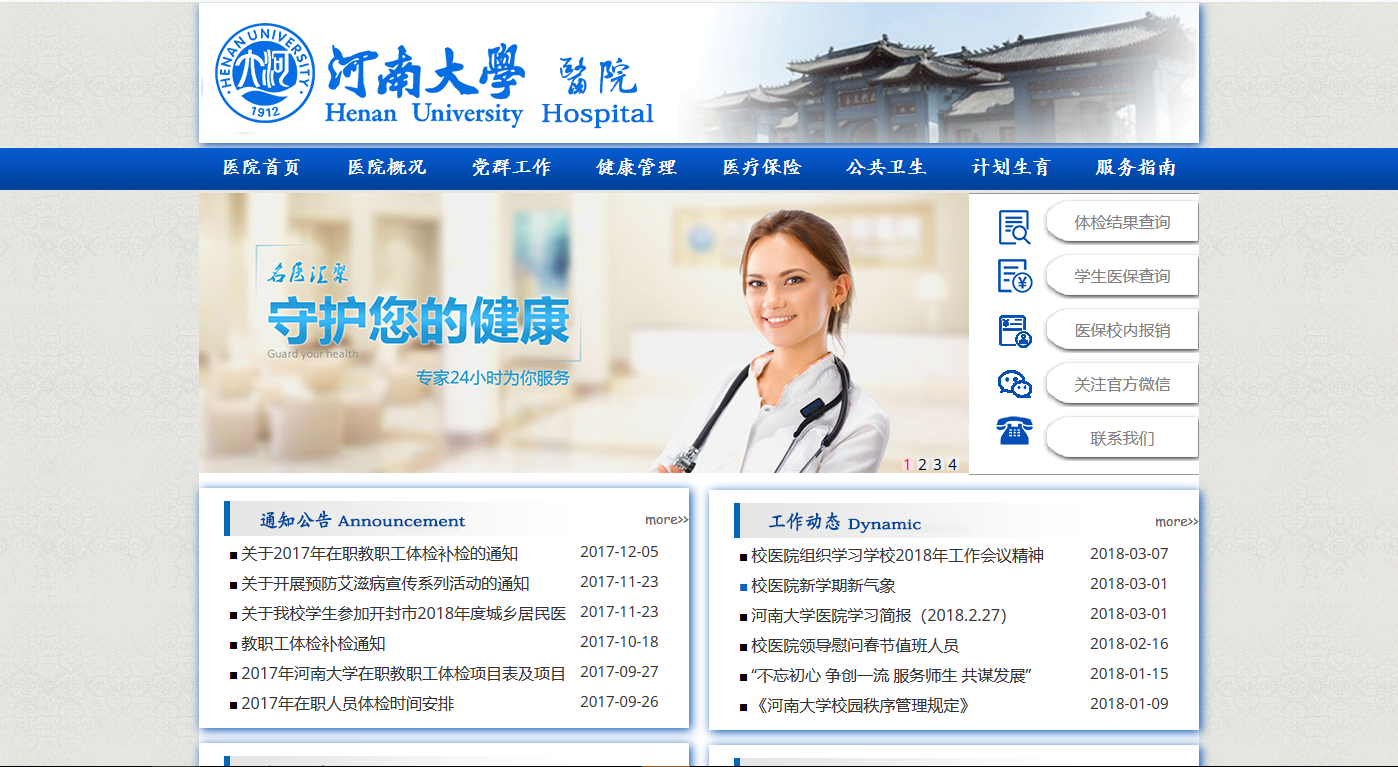 HENAN UNIVERSITY
1912
河南大學 醫院
Henan University Hospital
医院首页 医院概况 党群工作 健康管理 医疗保险 公共卫生 计划生育 服务指南
名医汇聚
守护您的健康
Guard your health
专家24小时为你服务
1 2 3 4
体检结果查询
学生医保查询
医保校内报销
关注官方微信
联系我们
通知公告 Announcement more>>
关于2017年在职教职工体检补检的通知 2017-12-05
关于开展预防艾滋病宣传系列活动的通知 2017-11-23
关于我校学生参加开封市2018年度城乡居民医 2017-11-23
教职工体检补检通知 2017-10-18
2017年河南大学在职教职工体检项目表及项目 2017-09-27
2017年在职人员体检时间安排 2017-09-26
工作动态 Dynamic more>>
校医院组织学习学校2018年工作会议精神 2018-03-07
校医院新学期新气象 2018-03-01
河南大学医院学习简报（2018.2.27） 2018-03-01
校医院领导慰问春节值班人员 2018-02-16
“不忘初心 争创一流 服务师生 共谋发展” 2018-01-15
《河南大学校园秩序管理规定》 2018-01-09